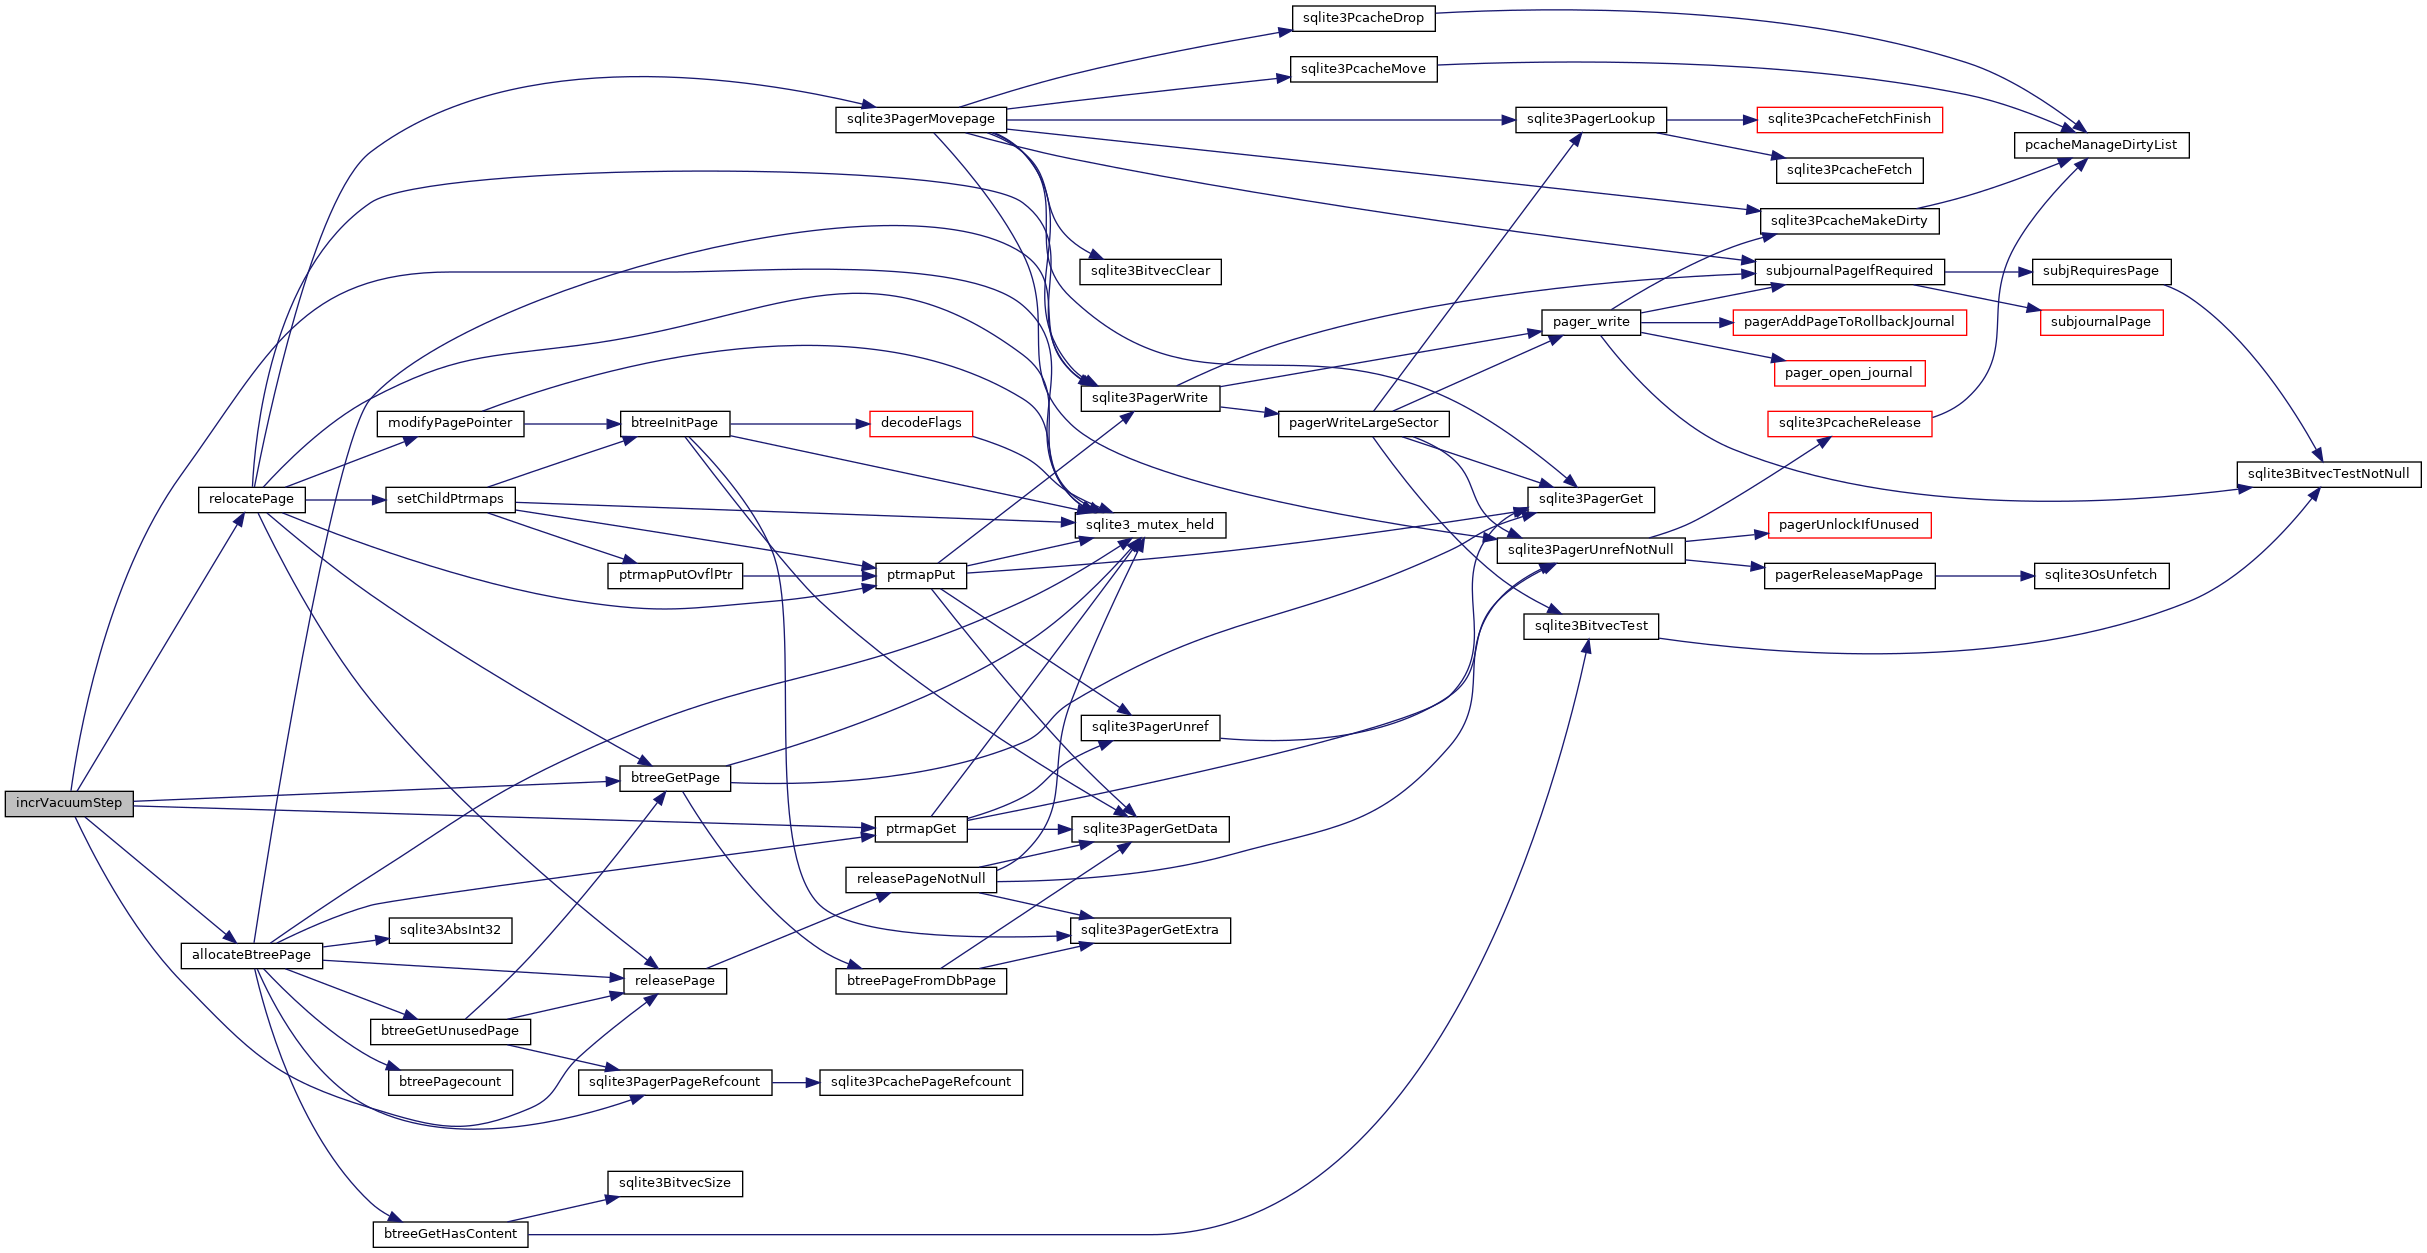 sqlite3PcacheDrop
sqlite3PcacheMove
sqlite3PagerMovepage
sqlite3PagerLookup
sqlite3PcacheFetchFinish
pcacheManageDirtyList
sqlite3PcacheFetch
sqlite3PcacheMakeDirty
sqlite3BitvecClear
subjournalPageIfRequired
subjRequiresPage
pager_write
pagerAddPageToRollbackJournal
subjournalPage
pager_open_journal
sqlite3PagerWrite
modifyPagePointer
btreeInitPage
decodeFlags
pagerWriteLargeSector
sqlite3PcacheRelease
sqlite3BitvecTestNotNull
relocatePage
setChildPtrmaps
sqlite3PagerGet
sqlite3_mutex_held
pagerUnlockIfUnused
sqlite3PagerUnrefNotNull
ptrmapPutOvflPtr
ptrmapPut
pagerReleaseMapPage
sqlite3OsUnfetch
sqlite3BitvecTest
sqlite3PagerUnref
btreeGetPage
incrVacuumStep
ptrmapGet
sqlite3PagerGetData
releasePageNotNull
sqlite3AbsInt32
sqlite3PagerGetExtra
allocateBtreePage
releasePage
btreePageFromDbPage
btreeGetUnusedPage
btreePagecount
sqlite3PagerPageRefcount
sqlite3PcachePageRefcount
sqlite3BitvecSize
btreeGetHasContent